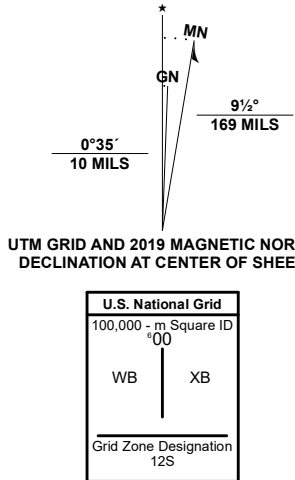 ★
MN
GN
0°35´
10 MILS
9½°
169 MILS
UTM GRID AND 2019 MAGNETIC NOR
DECLINATION AT CENTER OF SHEE
U.S. National Grid
100,000 - m Square ID
⁶00
WB XB
Grid Zone Designation
12S